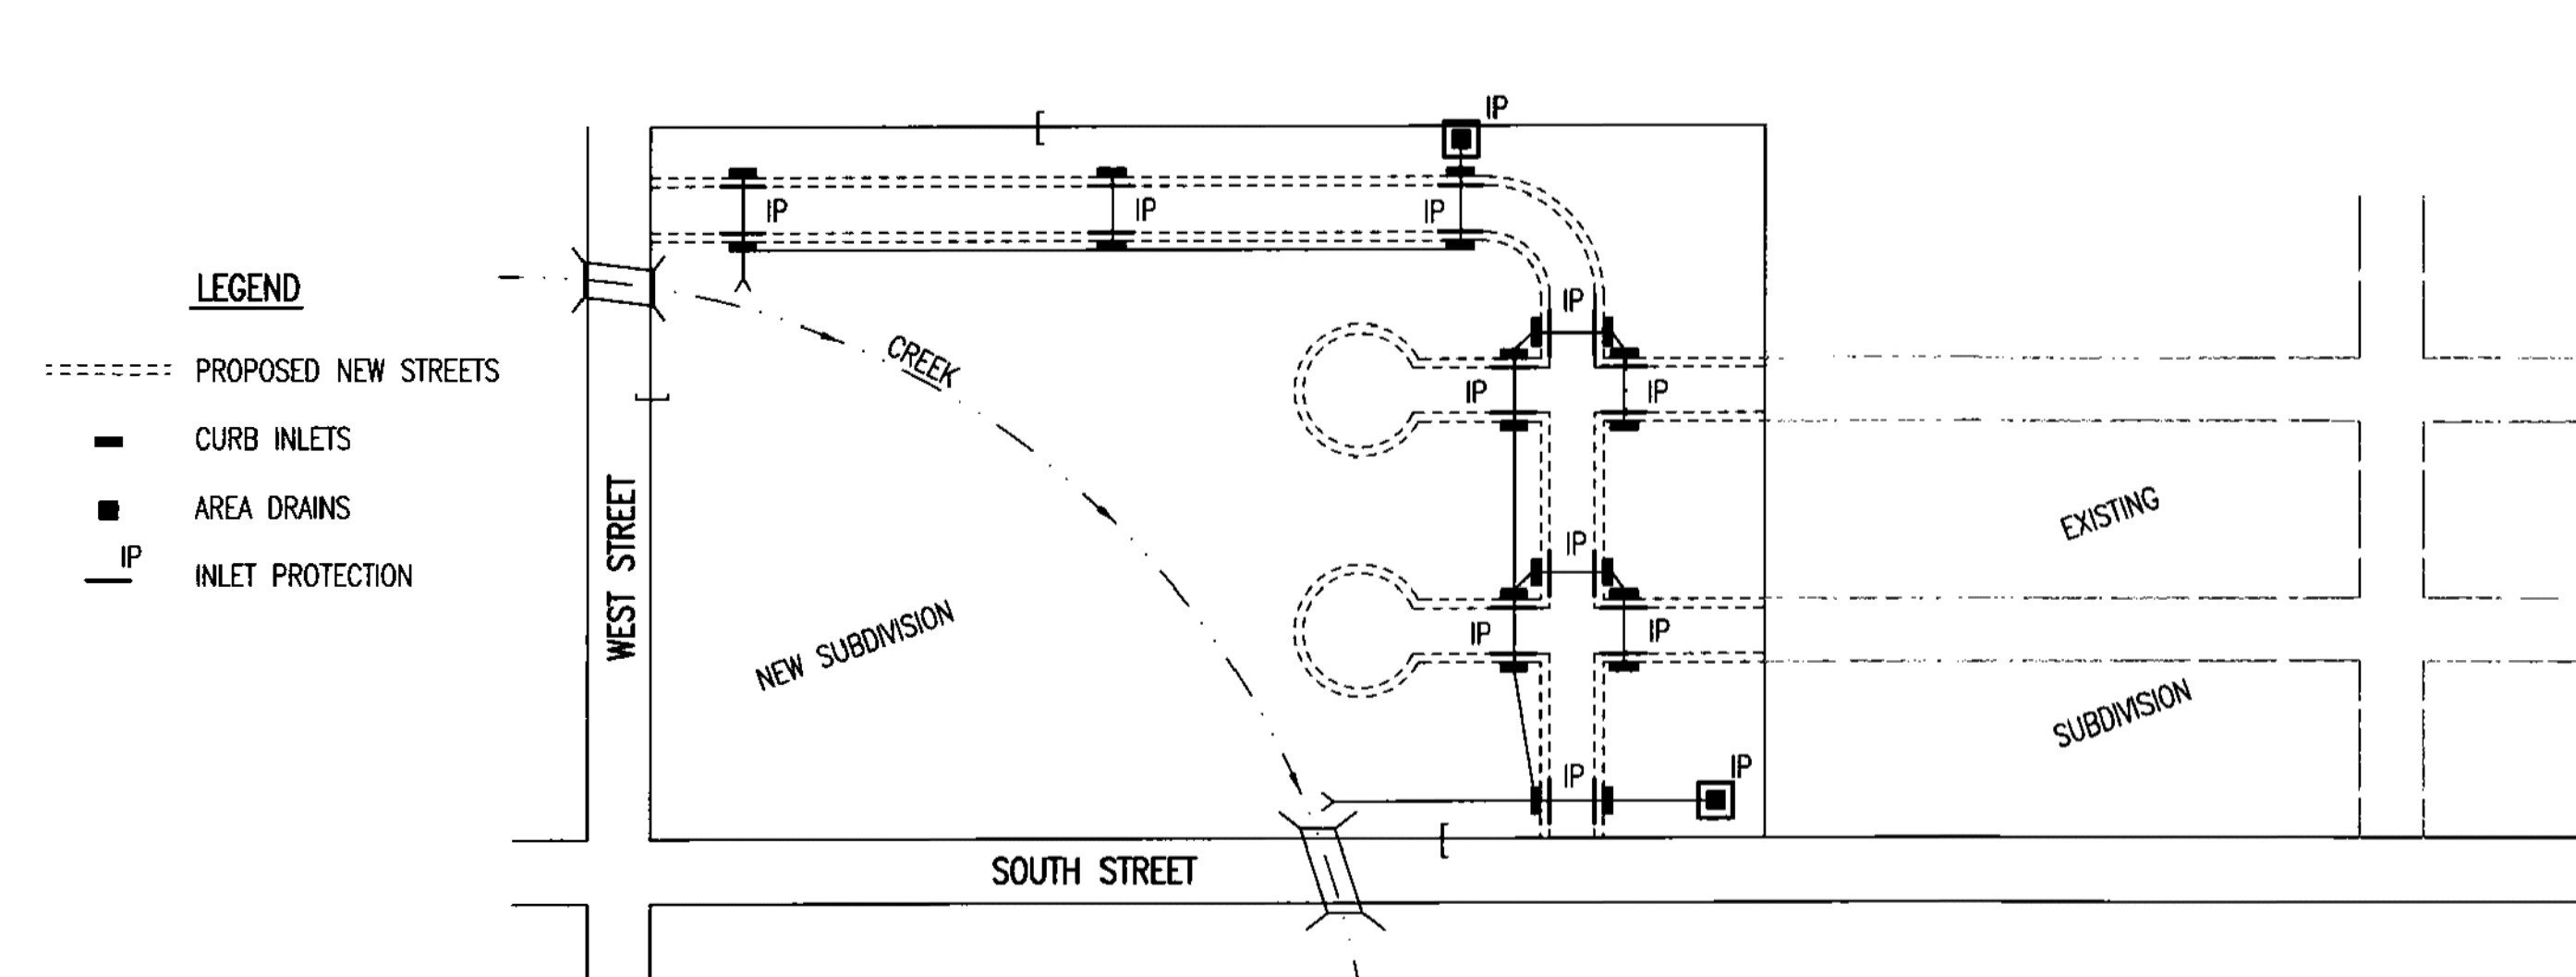 IP
IP
IP
IP
LEGEND
PROPOSED NEW STREETS
CURB INLETS
AREA DRAINS
IP
INLET PROTECTION
WEST STREET
CREEK
NEW SUBDIVISION
IP
IP
IP
IP
IP
IP
IP
IP
EXISTING
SUBDIVISION
SOUTH STREET